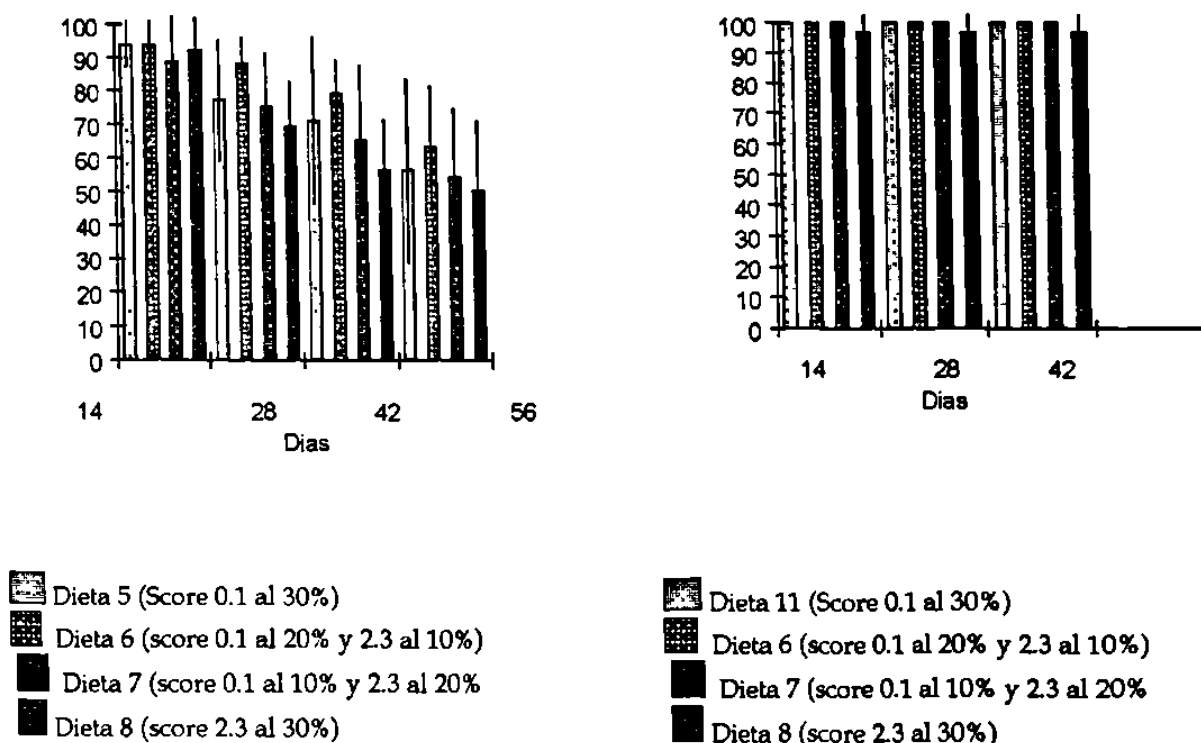 100
90
80
70
60
50
40
30
20
10
0
14 28 42 56
Dias
100
90
80
70
60
50
40
30
20
10
0
14 28 42
Dias
Dieta 5 (Score 0.1 al 30%)
Dieta 6 (score 0.1 al 20% y 2.3 al 10%)
Dieta 7 (score 0.1 al 10% y 2.3 al 20%
Dieta 8 (score 2.3 al 30%)
Dieta 11 (Score 0.1 al 30%)
Dieta 6 (score 0.1 al 20% y 2.3 al 10%)
Dieta 7 (score 0.1 al 10% y 2.3 al 20%
Dieta 8 (score 2.3 al 30%)